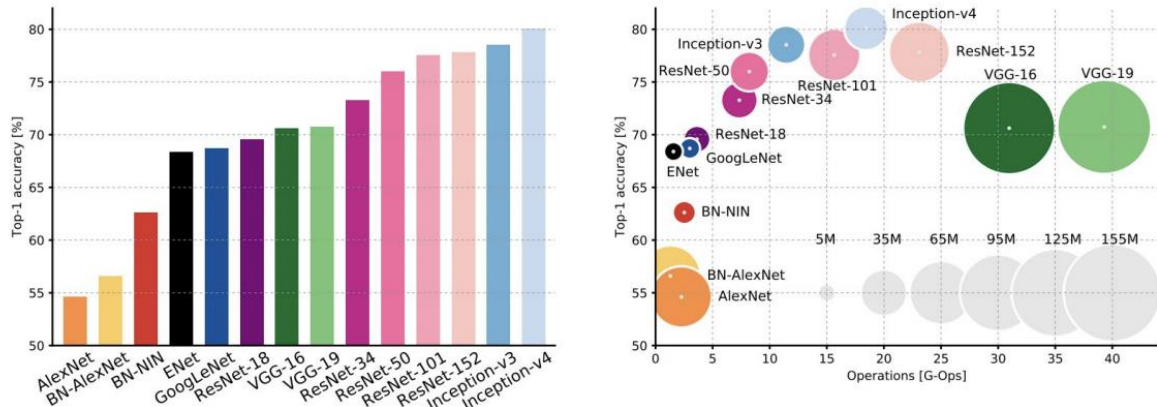 80
75
70
65
60
55
50
Top-1 accuracy [%]
AlexNet
BN-AlexNet
BN-NIN
ENet
GoogLeNet
ResNet-18
VGG-16
VGG-19
ResNet-34
ResNet-50
ResNet-101
ResNet-152
Inception-v3
Inception-v4
80
75
70
65
60
55
50
Top-1 accuracy [%]
Inception-v4
Inception-v3
ResNet-152
ResNet-50
VGG-16 VGG-19
ResNet-101
ResNet-34
ResNet-18
GoogLeNet
ENet
BN-NIN
5M 35M 65M 95M 125M 155M
BN-AlexNet
AlexNet
0 5 10 15 20 25 30 35 40
Operations [G-Ops]